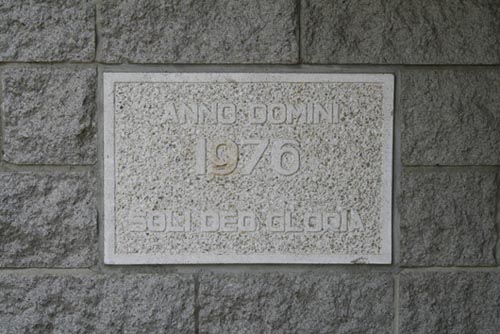 ANNO DOMINI
1976
SOLI DEO GLORIA